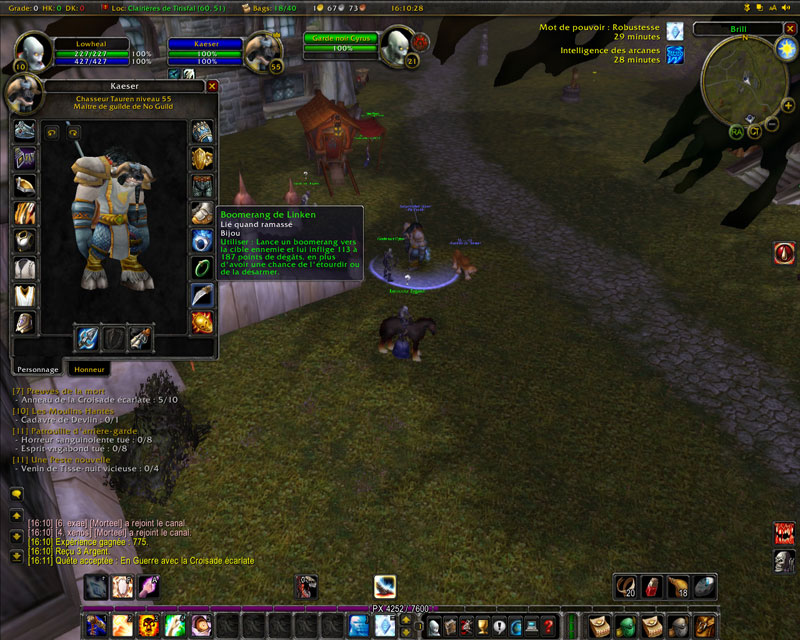 Grade: 0 HK: 0 DK: 0
Loc: Clairières de Tirisfal (60, 51)
Bags: 18/40
1 67 73
16:10:28
Lowheal
227/227 100%
427/427 100%
10
Kaeser
100%
100%
55
Garde noir Cyrus
100%
21
Mot de pouvoir : Robustesse
29 minutes
Intelligence des arcanes
28 minutes
Brill
N
Kaeser
Chasseur Tauren niveau 55
Maître de guilde de No Guild
Boomerang de Linken
Lié quand ramassé
Bijou
Utiliser : Lance un boomerang vers
la cible ennemie et lui inflige 113 à
187 points de dégâts, en plus
d'avoir une chance de l'étourdir ou
de la désarmer.
Personnage Honneur
[7] Preuves de la mort
- Anneau de la Croisade écarlate : 5/10
[10] Les Moulins Hantés
- Cadavre de Devlin : 0/1
[11] Patrouille d'arrière-garde
- Horreur sanguinolente tué : 0/8
- Esprit-vagabond tué : 0/8
[11] Une Peste nouvelle
- Venin de Tisse-nuit vicieuse : 0/4
[16:10] [6. exae] [Morteel] a rejoint le canal.
[16:10] [4. xenus] [Morteel] a rejoint le canal.
[16:10] Expérience gagnée : 775.
[16:10] Reçu 3 Argent
[16:11] Quête acceptée : En Guerre avec la Croisade écarlate
20 18
PX 4252 / 7600